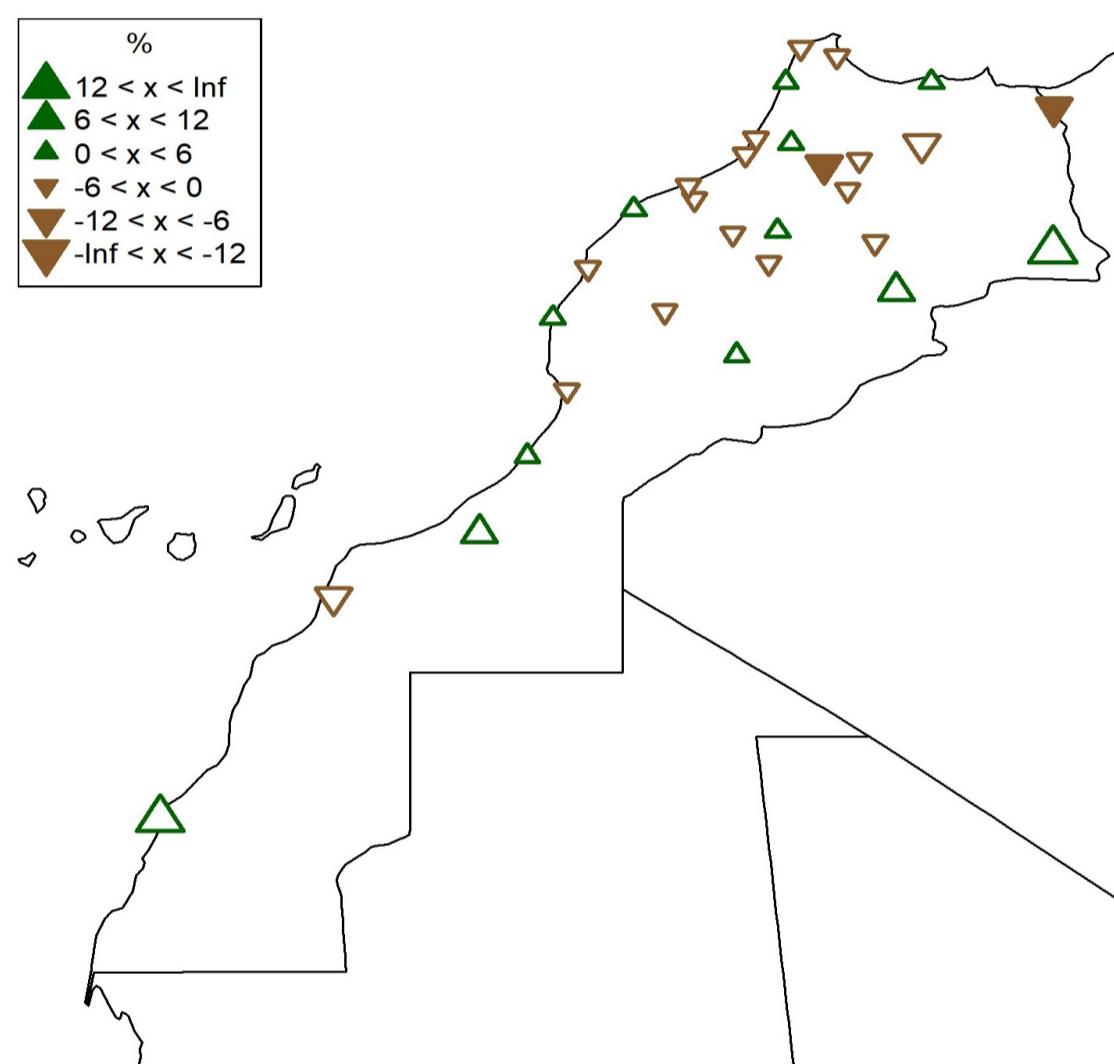 %
12 < x < Inf
6 < x < 12
0 < x < 6
-6 < x < 0
-12 < x < -6
-Inf < x < -12